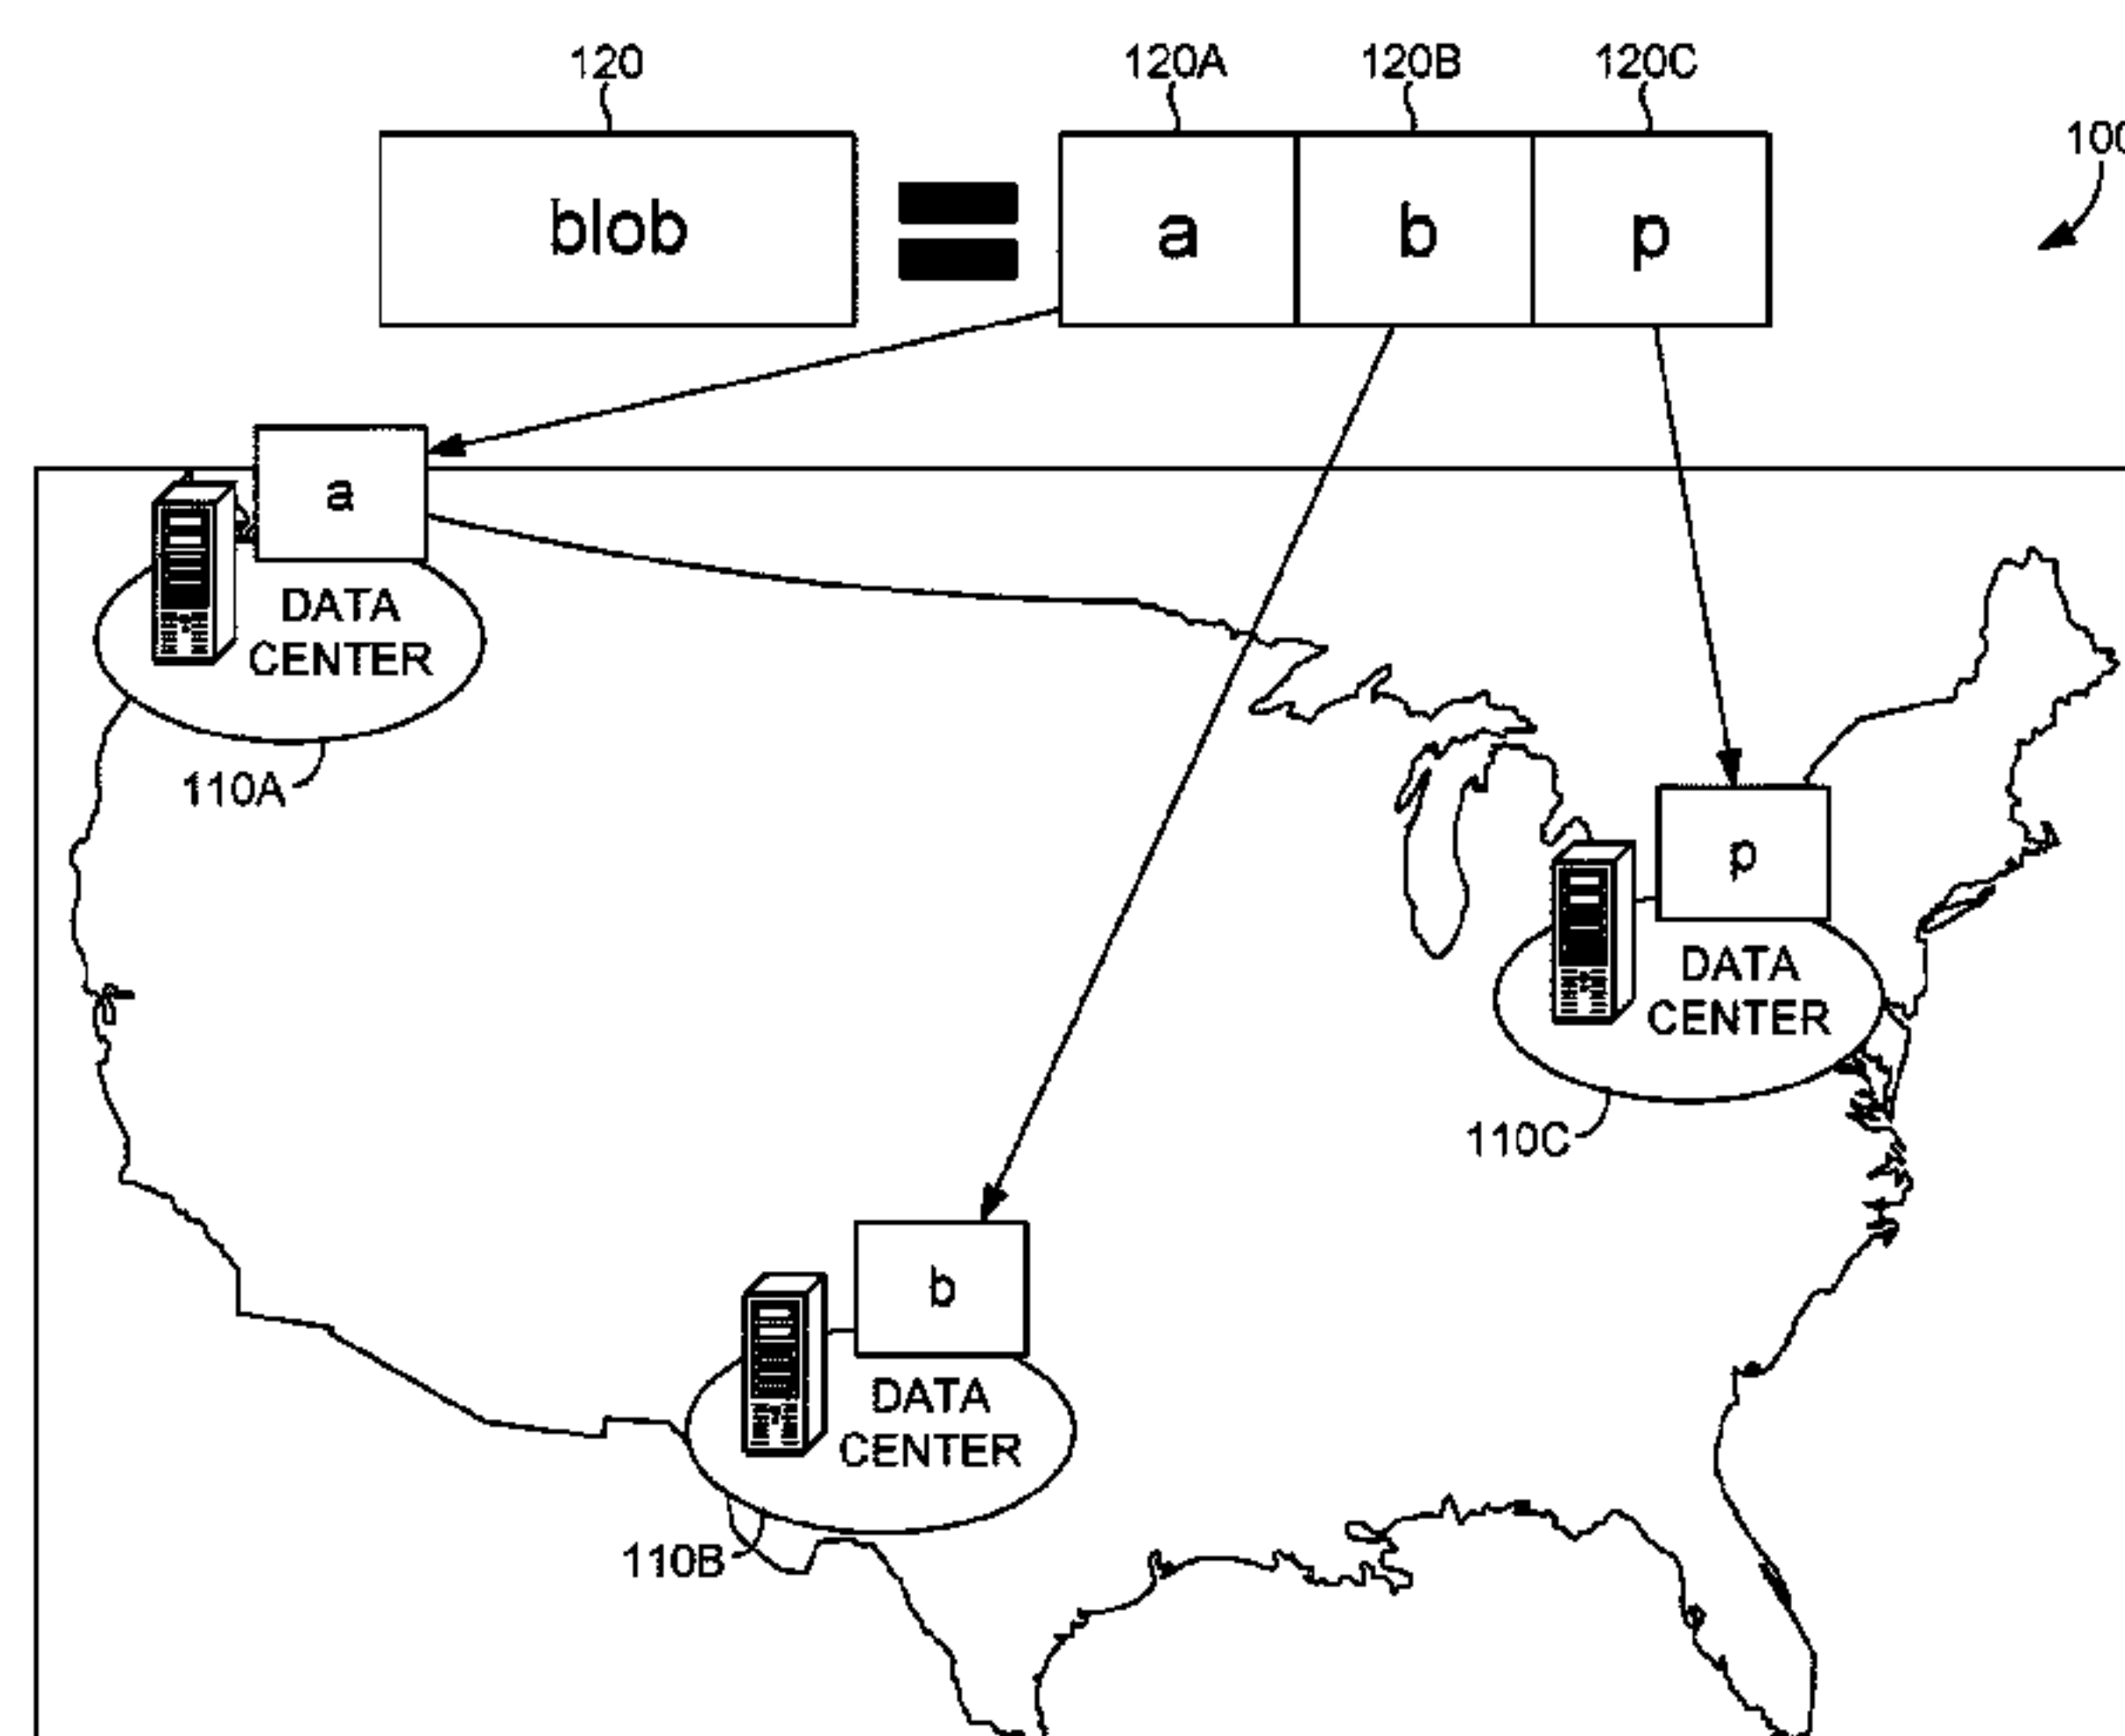 120
120A
120B
120C
100
blob
a
b
p
a
DATA
CENTER
110A
p
DATA
CENTER
110C
b
DATA
CENTER
110B